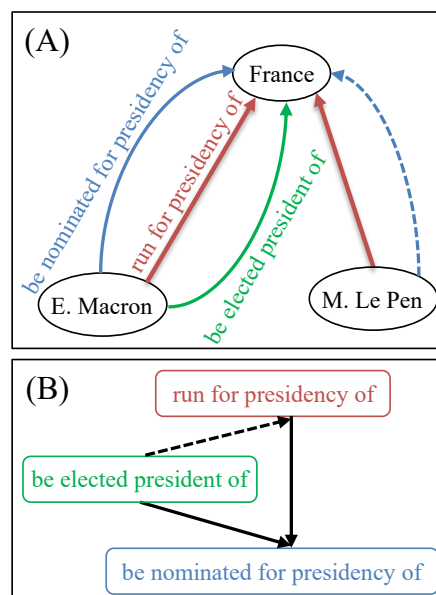 (A)
France
be nominated for presidency of
run for presidency of
be elected president of
E. Macron
M. Le Pen
(B)
run for presidency of
be elected president of
be nominated for presidency of